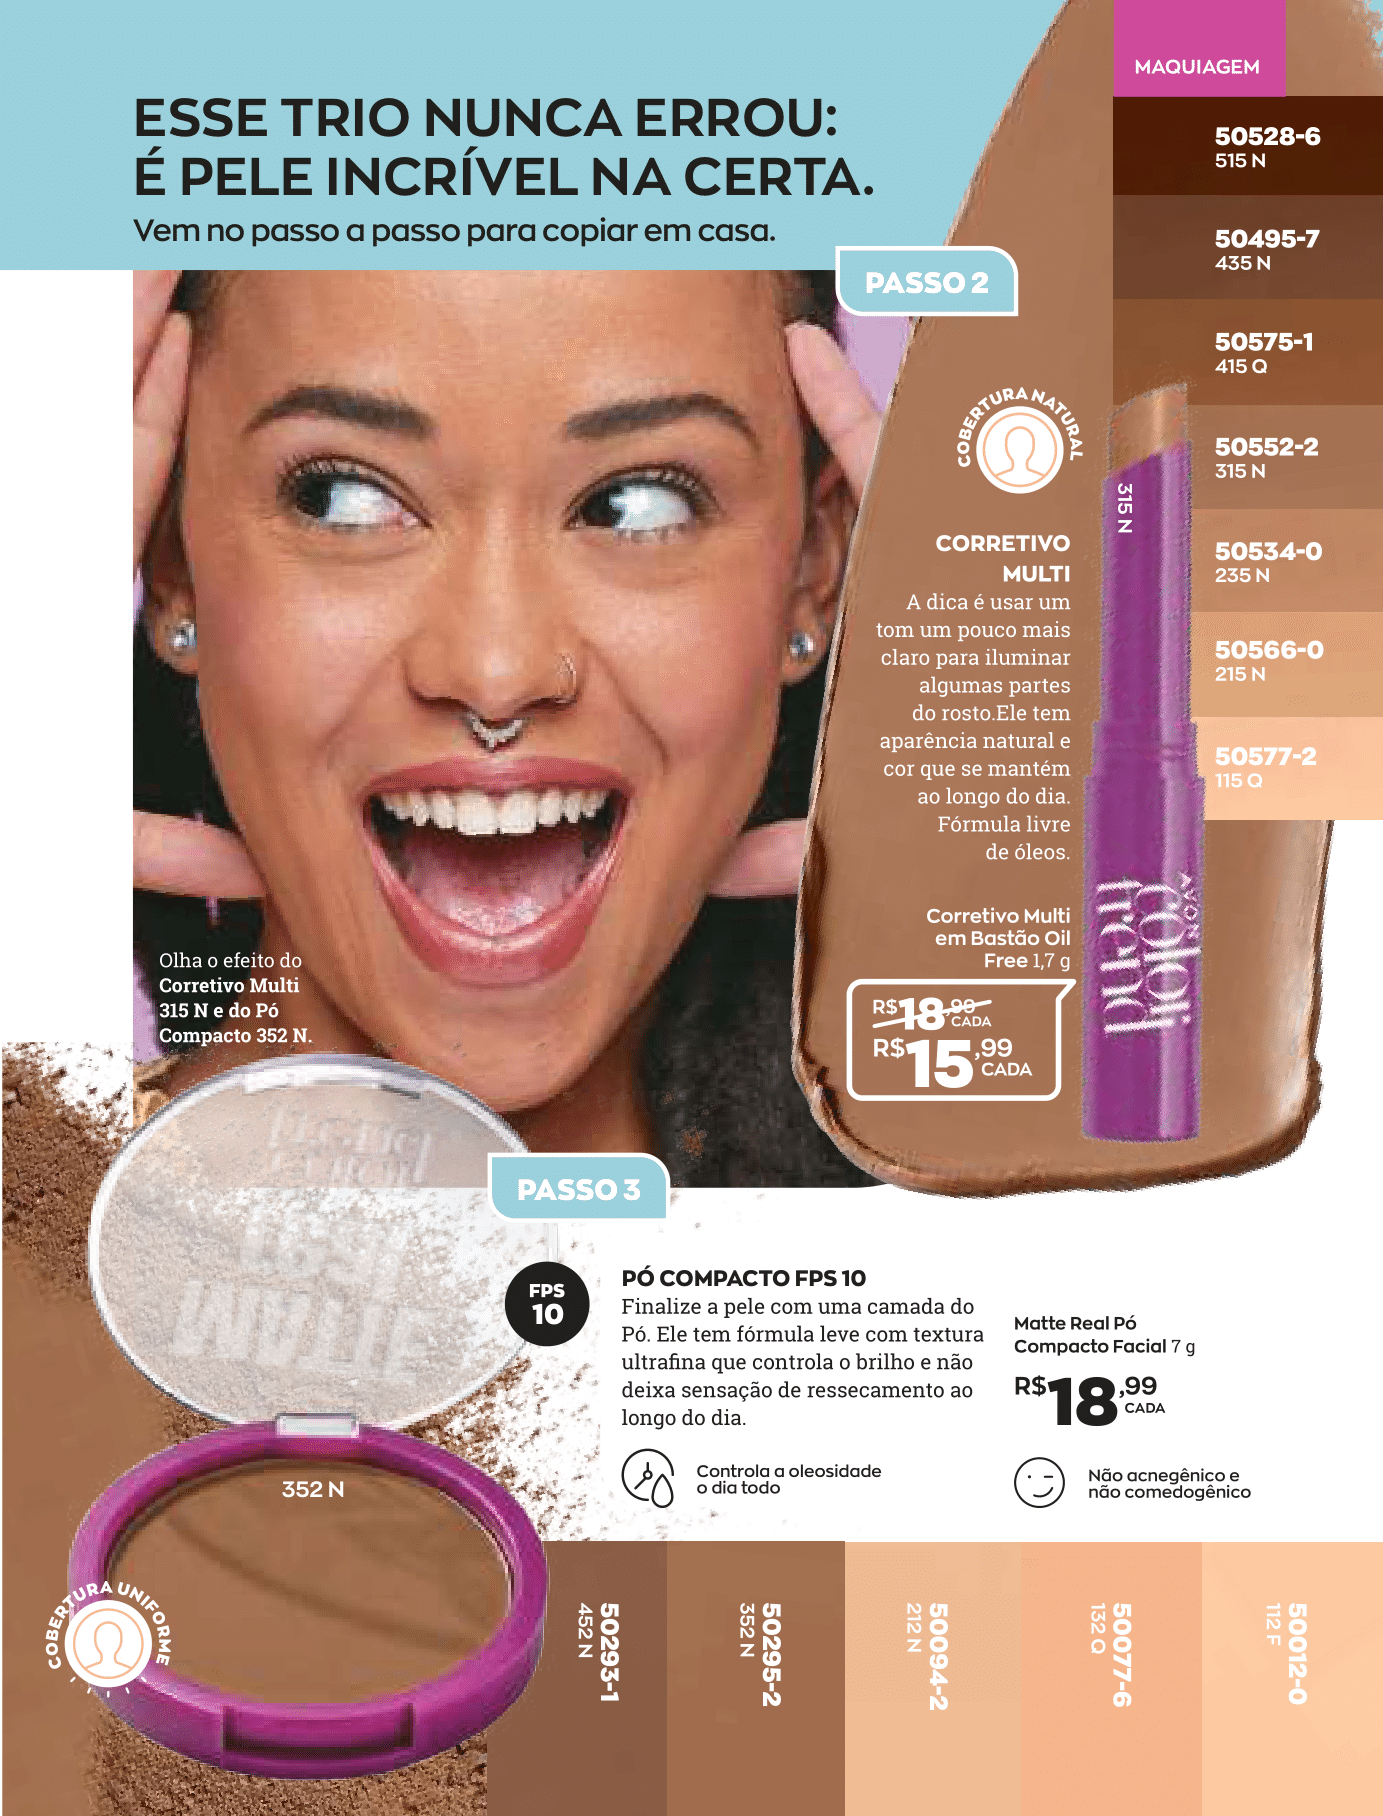 MAQUIAGEM
ESSE TRIO NUNCA ERROU:
É PELE INCRÍVEL NA CERTA.
Vem no passo a passo para copiar em casa.
PASSO 2
COBERTURA NATURAL
CORRETIVO
MULTI
A dica é usar um
tom um pouco mais
claro para iluminar
algumas partes
do rosto.Ele tem
aparência natural e
cor que se mantém
ao longo do dia.
Fórmula livre
de óleos.
Corretivo Multi
em Bastão Oil
Free 1,7 g
R$18,99
CADA
R$15,99
CADA
315 N
AVON
color
trend
50528-6
515 N
50495-7
435 N
50575-1
415 Q
50552-2
315 N
50534-0
235 N
50566-0
215 N
50577-2
115 Q
Olha o efeito do
Corretivo Multi
315 N e do Pó
Compacto 352 N.
PASSO 3
FPS
10
PÓ COMPACTO FPS 10
Finalize a pele com uma camada do
Pó. Ele tem fórmula leve com textura
ultrafina que controla o brilho e não
deixa sensação de ressecamento ao
longo do dia.
Controla a oleosidade
o dia todo
Matte Real Pó
Compacto Facial 7 g
R$18,99
CADA
Não acnegênico e
não comedogênico
352 N
COBERTURA UNIFORME
50293-1
452 N
50295-2
352 N
50094-2
212 N
50077-6
132 Q
50012-0
112 F